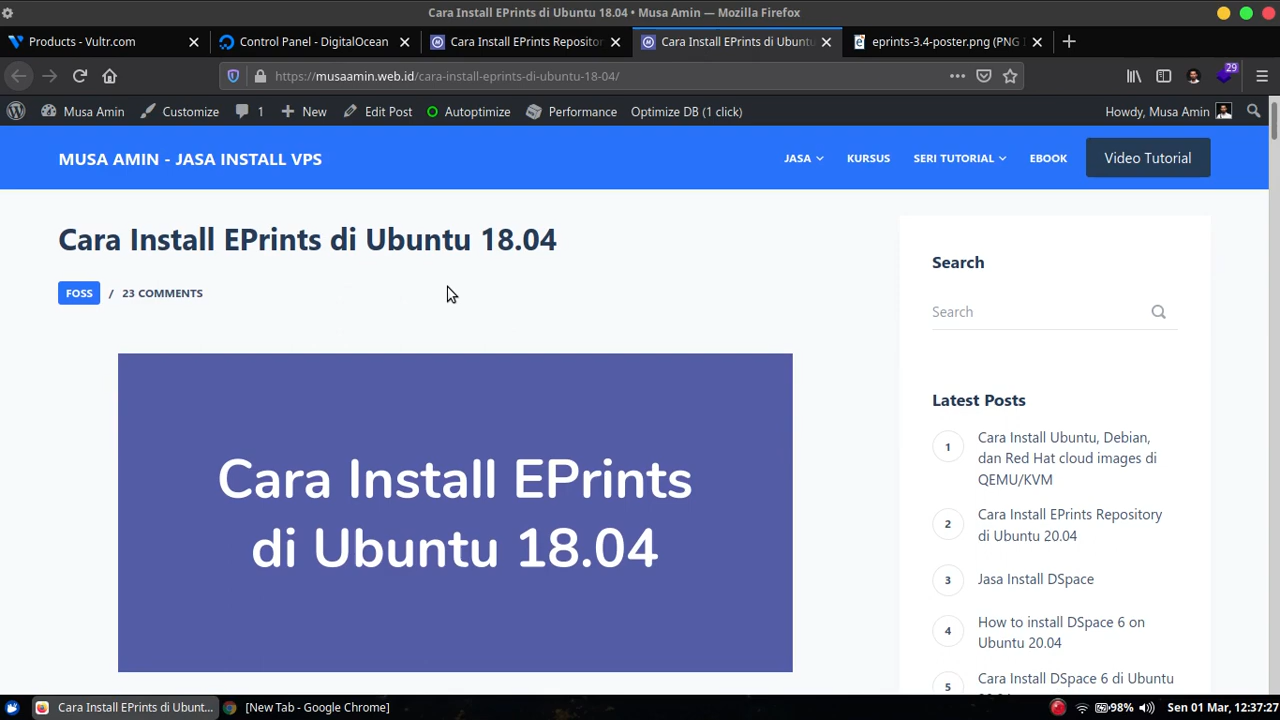 Cara Install EPrints di Ubuntu 18.04 • Musa Amin — Mozilla Firefox
Products - Vultr.com
Control Panel - DigitalOcean
Cara Install EPrints Repositor
Cara Install EPrints di Ubuntu
eprints-3.4-poster.png (PNG
https://musaamin.web.id/cara-install-eprints-di-ubuntu-18-04/
29
Musa Amin
Customize
1
New
Edit Post
Autoptimize
Performance
Optimize DB (1 click)
Howdy, Musa Amin
MUSA AMIN - JASA INSTALL VPS
JASA
KURSUS
SERI TUTORIAL
EBOOK
Video Tutorial
Cara Install EPrints di Ubuntu 18.04
FOSS / 23 COMMENTS
Cara Install EPrints
di Ubuntu 18.04
Search
Search
Latest Posts
1
Cara Install Ubuntu, Debian,
dan Red Hat cloud images di
QEMU/KVM
2
Cara Install EPrints Repository
di Ubuntu 20.04
3
Jasa Install DSpace
4
How to install DSpace 6 on
Ubuntu 20.04
5
Cara Install DSpace 6 di Ubuntu
Cara Install EPrints di Ubunt...
[New Tab - Google Chrome]
98%
Sen 01 Mar, 12:37:27